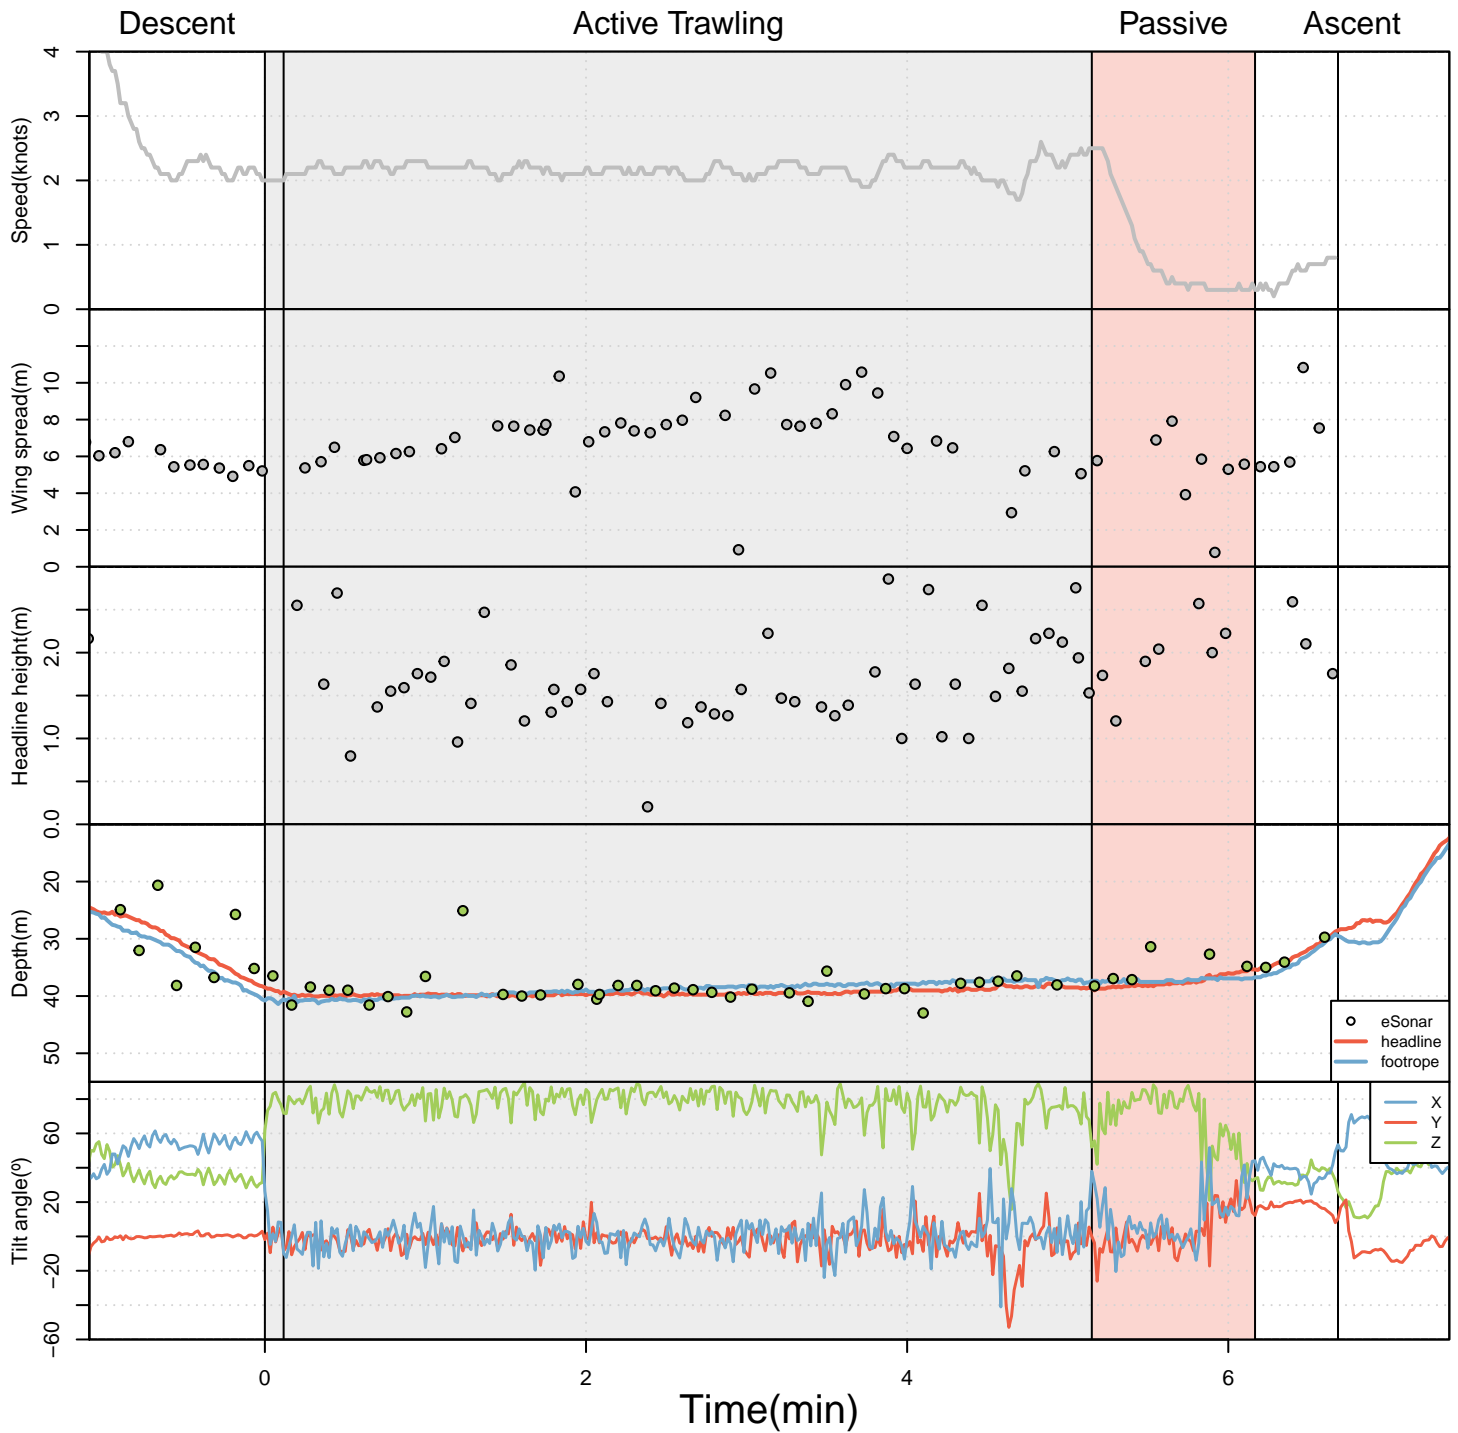 Descent Active Trawling Passive Ascent
Speed(knots)
4
3
2
1
0
Wing spread(m)
10
8
6
4
2
0
Headline height(m)
2.0
1.0
0.0
Depth(m)
20
30
40
50
eSonar
headline
footrope
Tilt angle(º)
60
20
−20
−60
X
Y
Z
0 2 4 6
Time(min)